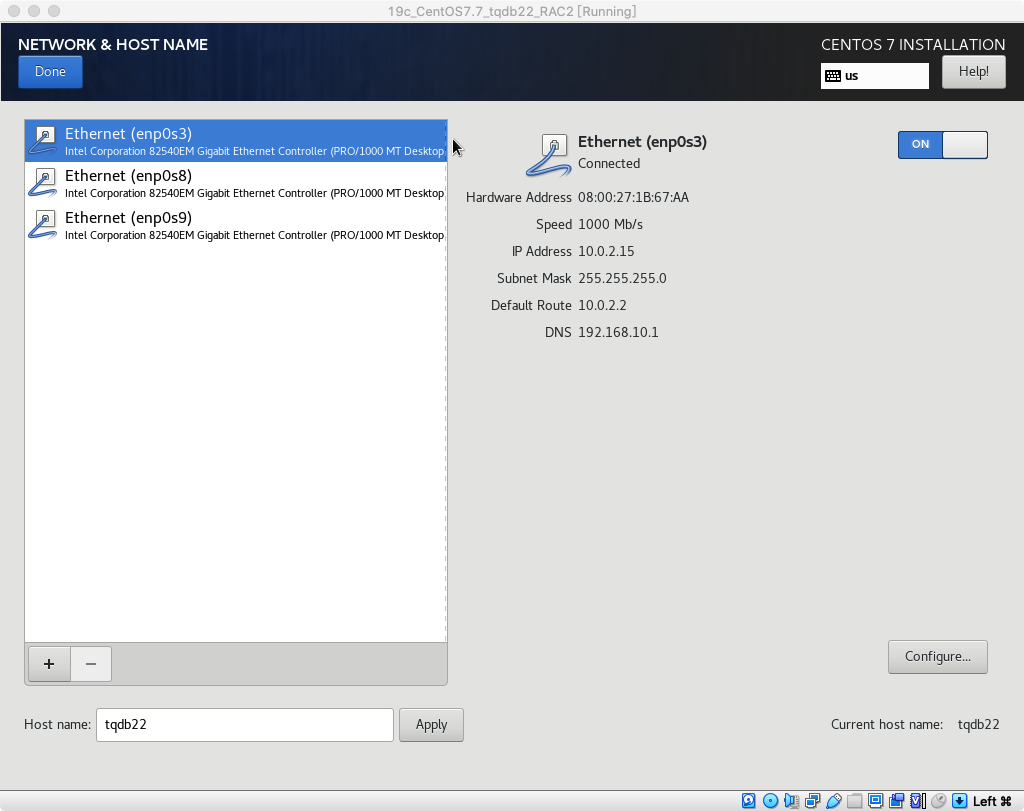 19c_CentOS7.7_tqdb22_RAC2 [Running]
NETWORK & HOST NAME
CENTOS 7 INSTALLATION
Done
us
Help!
Ethernet (enp0s3)
Intel Corporation 82540EM Gigabit Ethernet Controller (PRO/1000 MT Desktop
Ethernet (enp0s8)
Intel Corporation 82540EM Gigabit Ethernet Controller (PRO/1000 MT Desktop
Ethernet (enp0s9)
Intel Corporation 82540EM Gigabit Ethernet Controller (PRO/1000 MT Desktop
Ethernet (enp0s3)
Connected
ON
Hardware Address 08:00:27:1B:67:AA
Speed 1000 Mb/s
IP Address 10.0.2.15
Subnet Mask 255.255.255.0
Default Route 10.0.2.2
DNS 192.168.10.1
+ −
Configure...
Host name: tqdb22 Apply
Current host name: tqdb22
Left ⌘